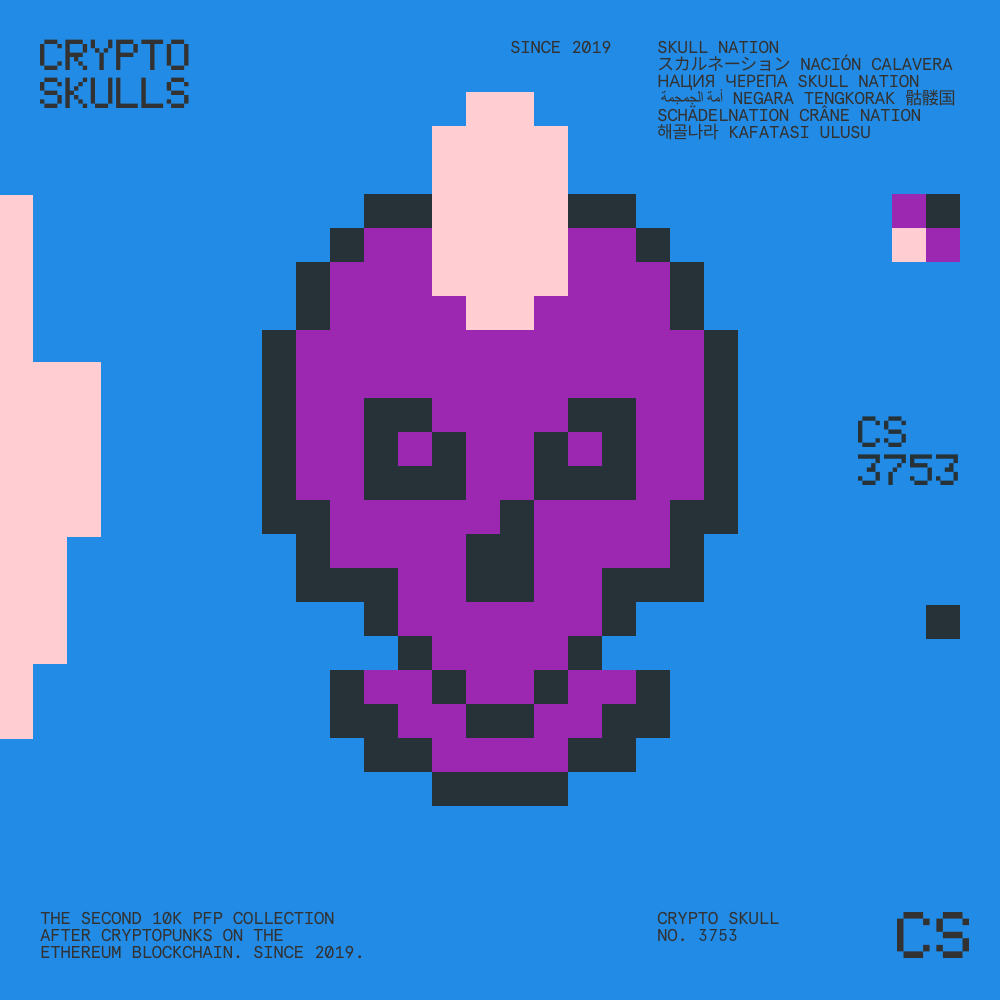 CRYPTO
SKULLS
SINCE 2019
SKULL NATION
スカルネーション NACIÓN CALAVERA
НАЦИЯ ЧЕРЕПА SKULL NATION
أمة الجمجمة NEGARA TENGKORAK 骷髅国
SCHÄDELNATION CRÂNE NATION
해골나라 KAFATASI ULUSU
CS
3753
THE SECOND 10K PFP COLLECTION
AFTER CRYPTOPUNKS ON THE
ETHEREUM BLOCKCHAIN. SINCE 2019.
CRYPTO SKULL
NO. 3753
CS